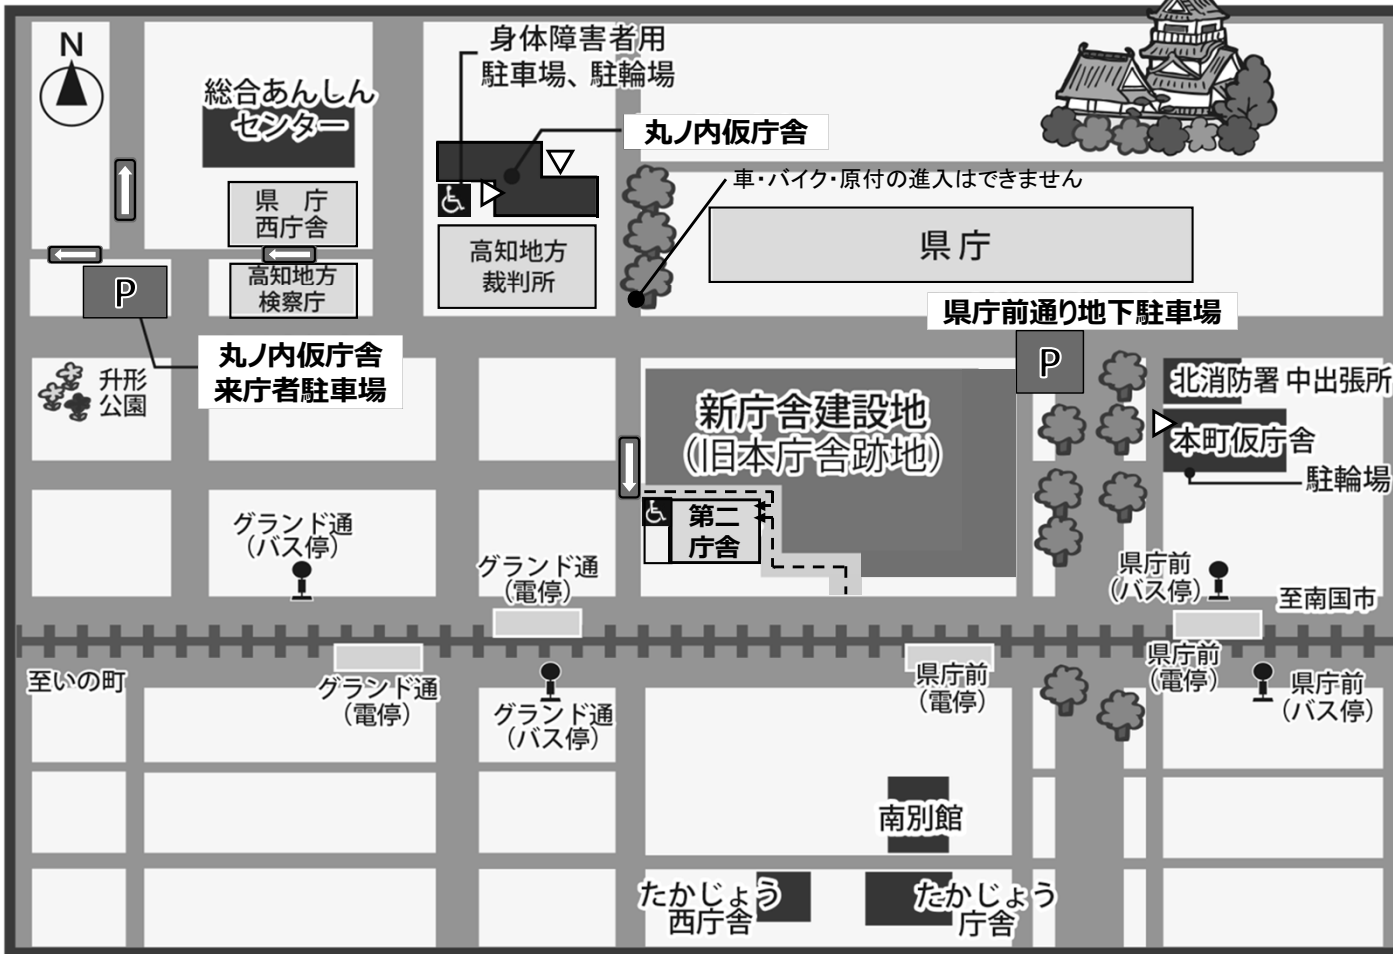 N
総合あんしん
センター
身体障害者用
駐車場、駐輪場
丸ノ内仮庁舎
車・バイク・原付の進入はできません
県 庁
西庁舎
高知地方
検察庁
高知地方
裁判所
県庁
P
丸ノ内仮庁舎
来庁者駐車場
県庁前通り地下駐車場
P
升形
公園
新庁舎建設地
（旧本庁舎跡地）
北消防署 中出張所
本町仮庁舎
駐輪場
第二
庁舎
グランド通
（バス停）
グランド通
（電停）
県庁前
（バス停）
至南国市
至いの町
グランド通
（電停）
グランド通
（バス停）
県庁前
（電停）
県庁前
（電停）
県庁前
（バス停）
南別館
たかじょう
西庁舎
たかじょう
庁舎